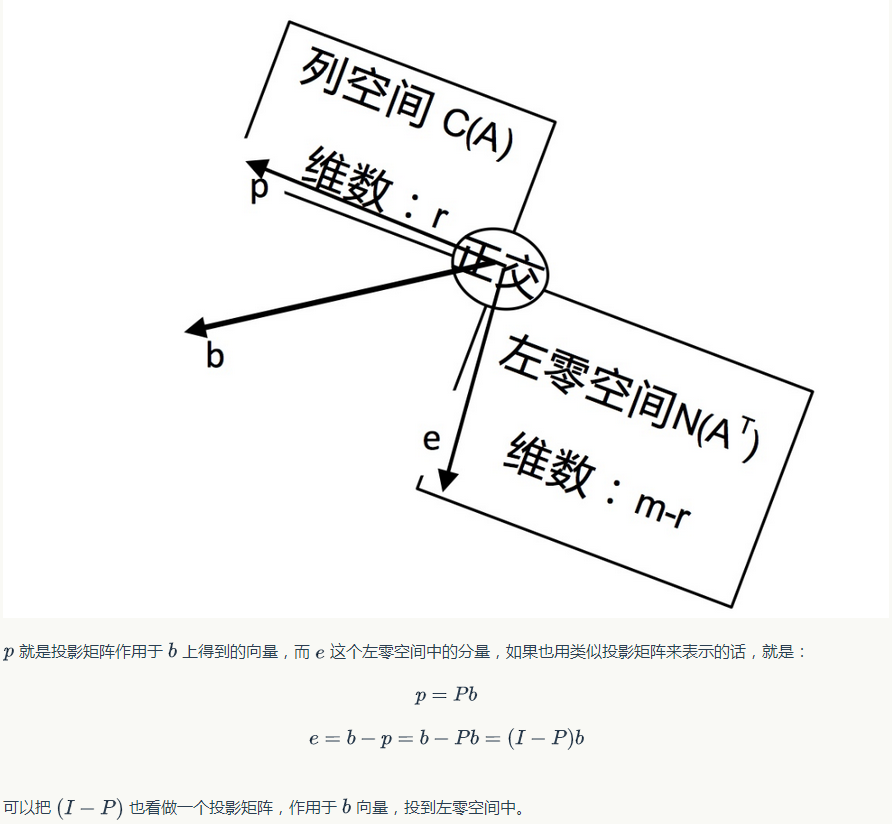 列空间 C(A)
维数：r
p
正交
b
左零空间N(Aᵀ)
e
维数：m-r
p 就是投影矩阵作用于 b 上得到的向量，而 e 这个左零空间中的分量，如果也用类似投影矩阵来表示的话，就是：
p = Pb
e = b − p = b − Pb = (I − P)b
可以把 (I − P) 也看做一个投影矩阵，作用于 b 向量，投到左零空间中。